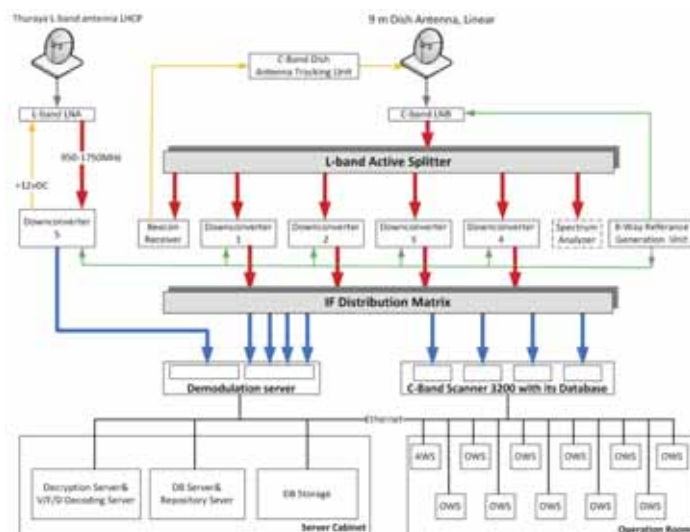 Thuraya L band antenna LHCP
9 m Dish Antenna, Linear
C-Band Dish
Antenna Tracking Unit
L-band LNA
C-band LNB
950-1750MHz
+12vDC
L-band Active Splitter
Downconverter
5
Beacon
Receiver
Downconverter
1
Downconverter
2
Downconverter
3
Downconverter
4
Spectrum
Analyzer
8-Way Reference
Generation Unit
IF Distribution Matrix
Demodulation server
C-Band Scanner 3200 with its Database
Ethernet
Decryption Server&
V/F/D Decoding Server
DB Server&
Repository Sever
DB Storage
AWS
OWS
OWS
OWS
OWS
OWS
OWS
OWS
OWS
OWS
OWS
Server Cabinet
Operation Room